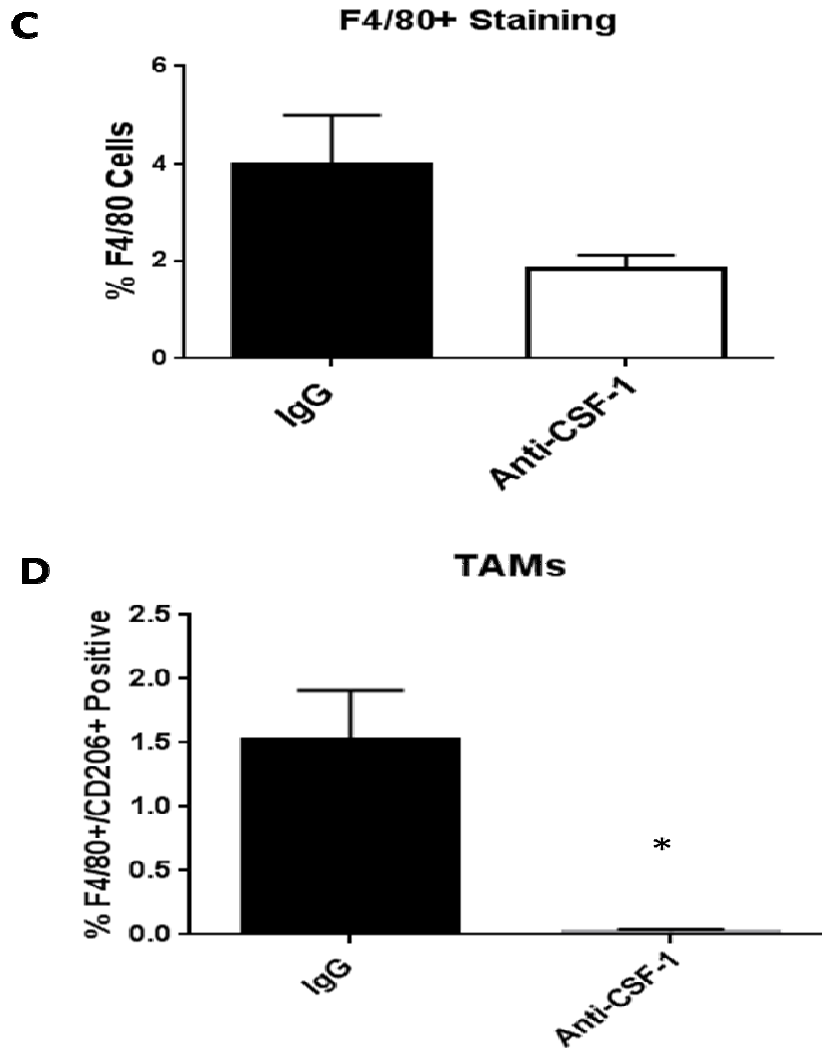 C
F4/80+ Staining
% F4/80 Cells
6
4
2
0
IgG
Anti-CSF-1
D
TAMs
% F4/80+/CD206+ Positive
2.5
2.0
1.5
1.0
0.5
0.0
*
IgG
Anti-CSF-1